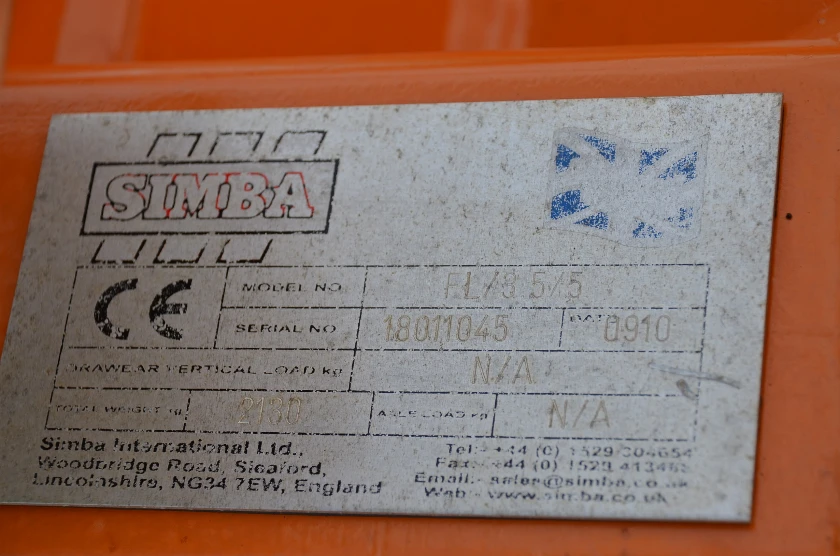 SIMBA
CE
MODEL NO. FL/3.5/5
SERIAL NO 18011045 DATE 0910
DRAWBAR VERTICAL LOAD kg N/A
TOTAL WEIGHT kg AXLE LOAD kg N/A
Simba International Ltd.,
Woodbridge Road, Sleaford,
Lincolnshire, NG34 7EW, England
Tel:- +44 (0) 1529 304654
Fax:- +44 (0) 1529
Email:- sales@simba.co.uk
Web:- www.simba.co.uk